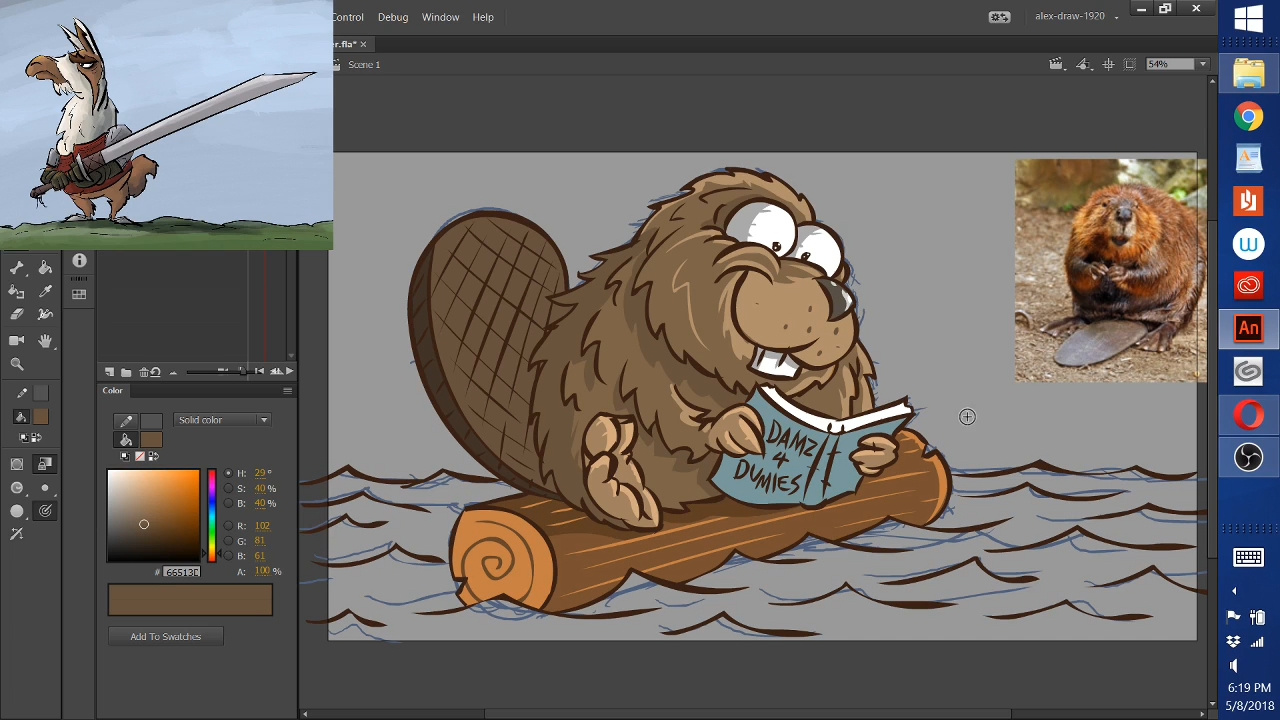 Control Debug Window Help
alex-draw-1920
er.fla*
Scene 1
54%
Color
Solid color
H: 29 °
S: 40 %
B: 40 %
R: 102
G: 81
B: 61
A: 100 %
# 66513D
Add To Swatches
DAMZ
4
DUMIES
An
6:19 PM
5/8/2018